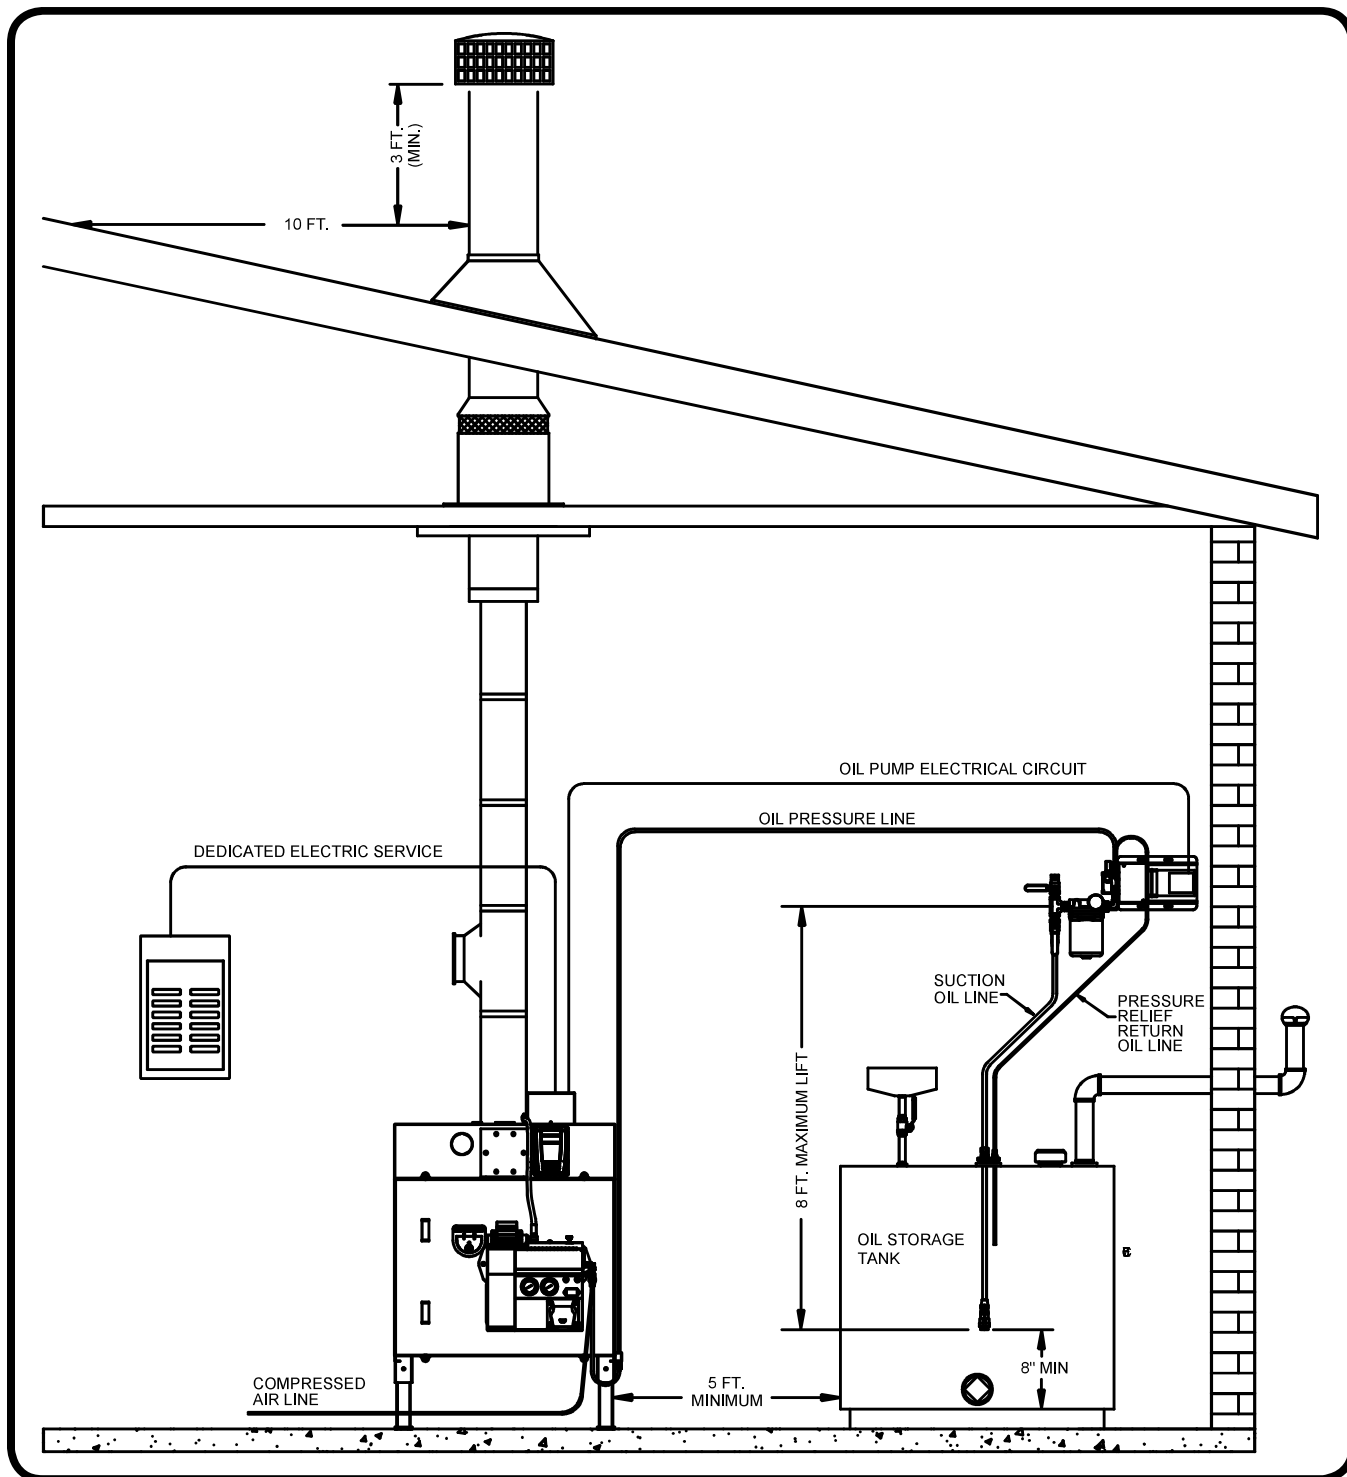 3 FT.
(MIN.)
10 FT.
OIL PUMP ELECTRICAL CIRCUIT
OIL PRESSURE LINE
DEDICATED ELECTRIC SERVICE
SUCTION
OIL LINE
PRESSURE
RELIEF
RETURN
OIL LINE
8 FT. MAXIMUM LIFT
OIL STORAGE
TANK
8" MIN
5 FT.
MINIMUM
COMPRESSED
AIR LINE